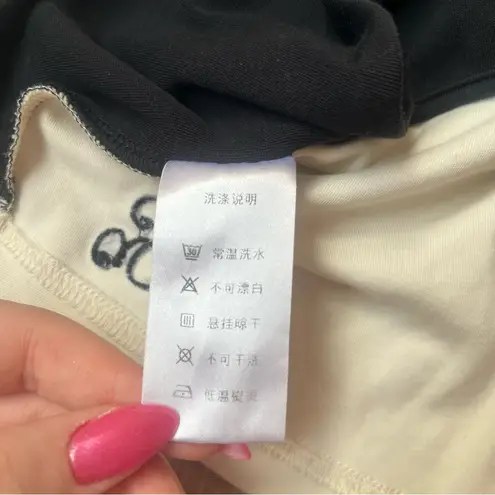 洗涤说明
30 常温洗水
不可漂白
悬挂晾干
不可干洗
低温熨烫